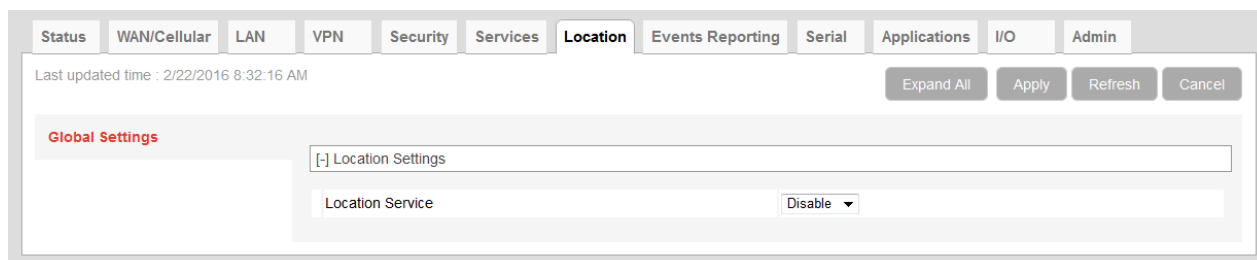 Status WAN/Cellular LAN VPN Security Services Location Events Reporting Serial Applications I/O Admin
Last updated time : 2/22/2016 8:32:16 AM
Expand All Apply Refresh Cancel
Global Settings
[-] Location Settings
Location Service Disable